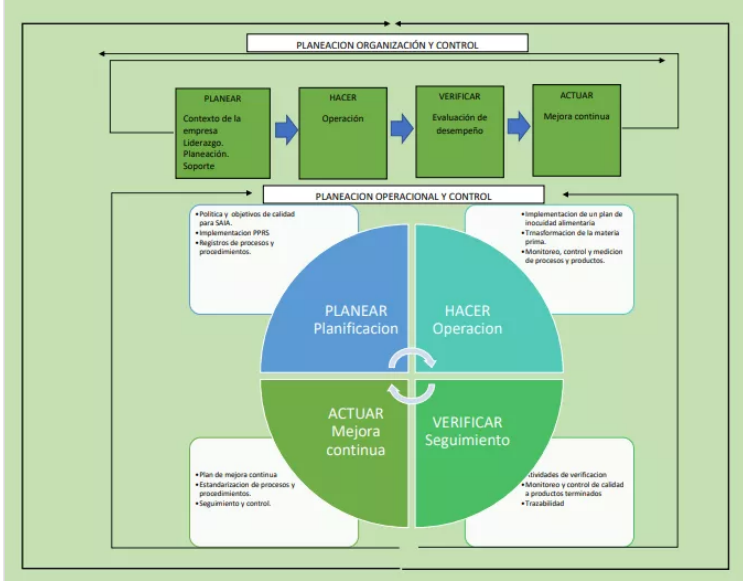 PLANEACION ORGANIZACIÓN Y CONTROL
PLANEAR
Contexto de la
empresa
Liderazgo.
Planeación.
Soporte
HACER
Operación
VERIFICAR
Evaluación de
desempeño
ACTUAR
Mejora continua
PLANEACION OPERACIONAL Y CONTROL
•Politica y objetivos de calidad
para SAIA.
•Implementacion PPRS
•Registros de procesos y
procedimientos.
•Implementacion de un plan de
inocuidad alimentaria
•Trnasformacion de la materia
prima.
•Monitoreo, control y medicion
de procesos y productos.
PLANEAR
Planificacion
HACER
Operacion
ACTUAR
Mejora
continua
VERIFICAR
Seguimiento
•Plan de mejora continua
•Estandarizacion de procesos y
procedimientos.
•Seguimiento y control.
ctividades de verificacion
•Monitoreo y control de calidad
a productos terminados
•Trazabilidad